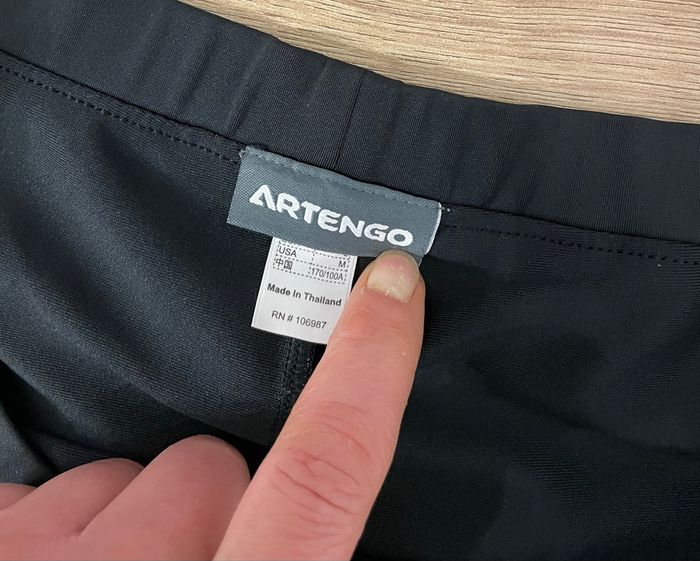 ARTENGO
USA M
中国 170/100A
Made in Thailand
RN # 106987